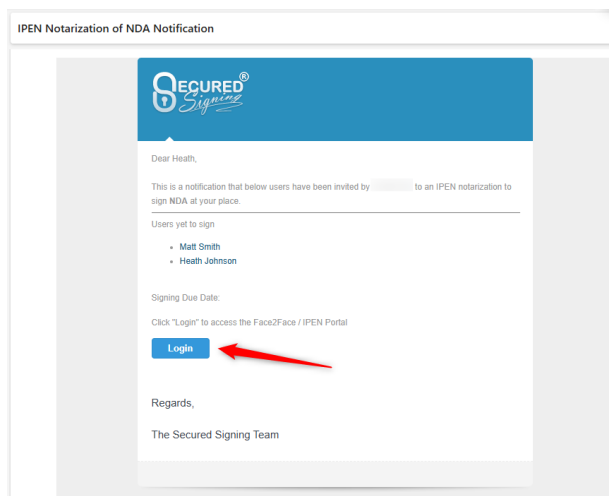 IPEN Notarization of NDA Notification
SECURED®
Signing
Dear Heath,
This is a notification that below users have been invited by to an IPEN notarization to
sign NDA at your place.
Users yet to sign
• Matt Smith
• Heath Johnson
Signing Due Date:
Click "Login" to access the Face2Face / IPEN Portal
Login
Regards,
The Secured Signing Team